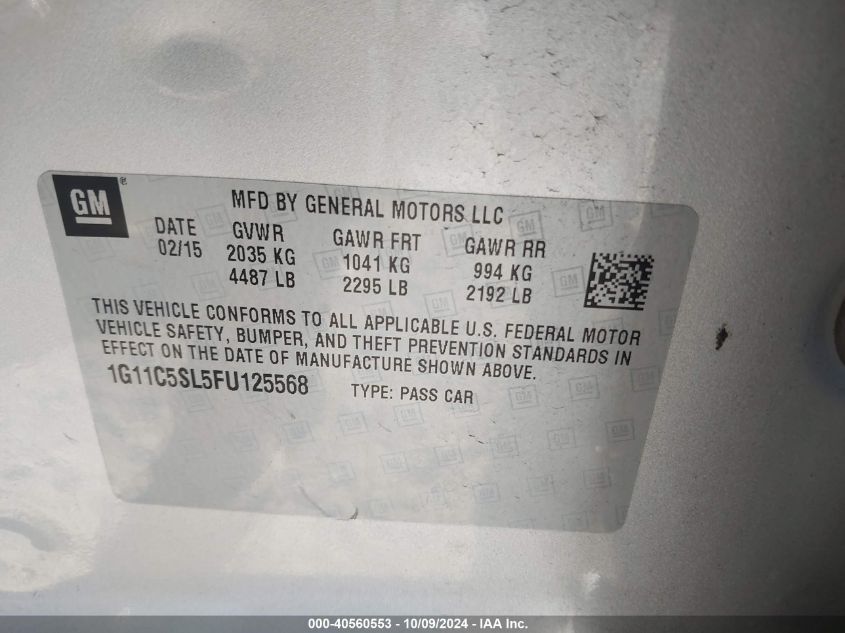 GM®
MFD BY GENERAL MOTORS LLC
DATE GVWR GAWR FRT GAWR RR
02/15 2035 KG 1041 KG 994 KG
4487 LB 2295 LB 2192 LB
THIS VEHICLE CONFORMS TO ALL APPLICABLE U.S. FEDERAL MOTOR
VEHICLE SAFETY, BUMPER, AND THEFT PREVENTION STANDARDS IN
EFFECT ON THE DATE OF MANUFACTURE SHOWN ABOVE.
1G11C5SL5FU125568 TYPE: PASS CAR
000-40560553 - 10/09/2024 - IAA Inc.